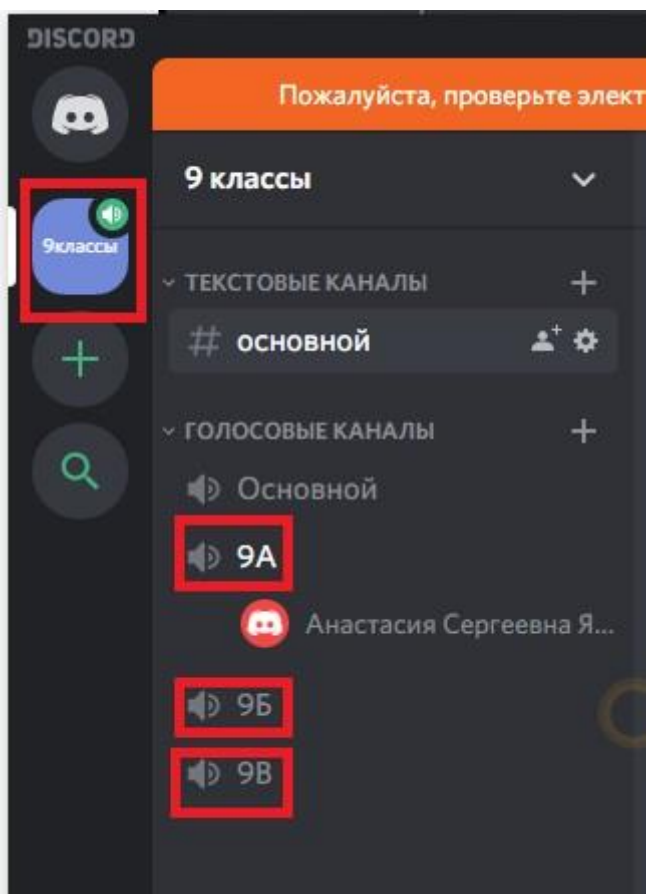 DISCORD
Пожалуйста, проверьте элект
9 классы
9классы
ТЕКСТОВЫЕ КАНАЛЫ
# основной
ГОЛОСОВЫЕ КАНАЛЫ
Основной
9А
Анастасия Сергеевна Я...
9Б
9В